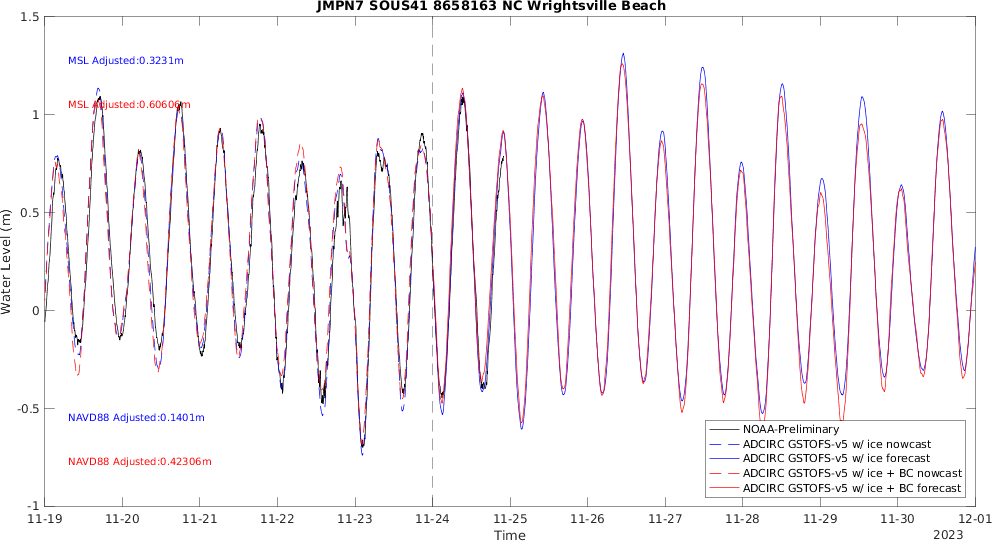 JMPN7 SOUS41 8658163 NC Wrightsville Beach
1.5
1
0.5
0
-0.5
-1
Water Level (m)
MSL Adjusted:0.3231m
MSL Adjusted:0.60606m
NAVD88 Adjusted:0.1401m
NAVD88 Adjusted:0.42306m
NOAA-Preliminary
ADCIRC GSTOFS-v5 w/ ice nowcast
ADCIRC GSTOFS-v5 w/ ice forecast
ADCIRC GSTOFS-v5 w/ ice + BC nowcast
ADCIRC GSTOFS-v5 w/ ice + BC forecast
11-19 11-20 11-21 11-22 11-23 11-24 11-25 11-26 11-27 11-28 11-29 11-30 12-01
Time
2023